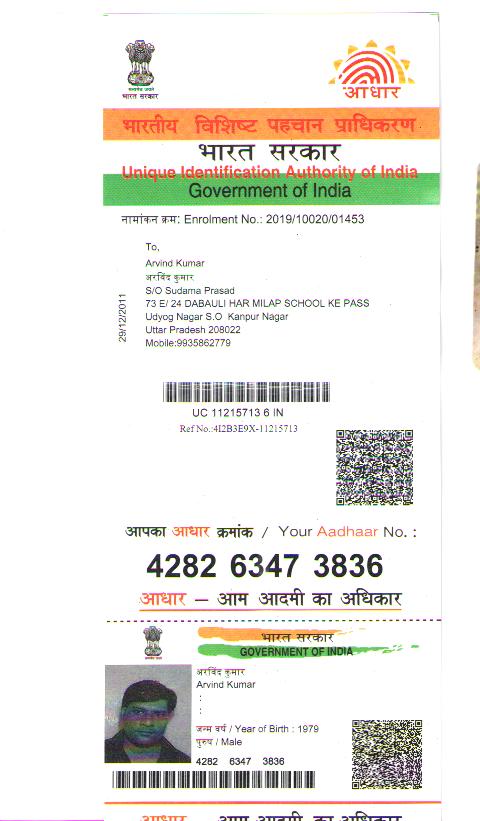 सत्यमेव जयते
भारत सरकार
आधार
भारतीय विशिष्ट पहचान प्राधिकरण
भारत सरकार
Unique Identification Authority of India
Government of India
नामांकन क्रम: Enrolment No.: 2019/10020/01453
29/12/2011
To,
Arvind Kumar
अरविंद कुमार
S/O Sudama Prasad
73 E/ 24 DABAULI HAR MILAP SCHOOL KE PASS
Udyog Nagar S.O Kanpur Nagar
Uttar Pradesh 208022
Mobile:9935862779
UC 11215713 6 IN
Ref No.:4I2B3E9X-11215713
आपका आधार क्रमांक / Your Aadhaar No. :
4282 6347 3836
आधार – आम आदमी का अधिकार
भारत सरकार
GOVERNMENT OF INDIA
अरविंद कुमार
Arvind Kumar
:
:
जन्म वर्ष / Year of Birth : 1979
पुरुष / Male
4282 6347 3836